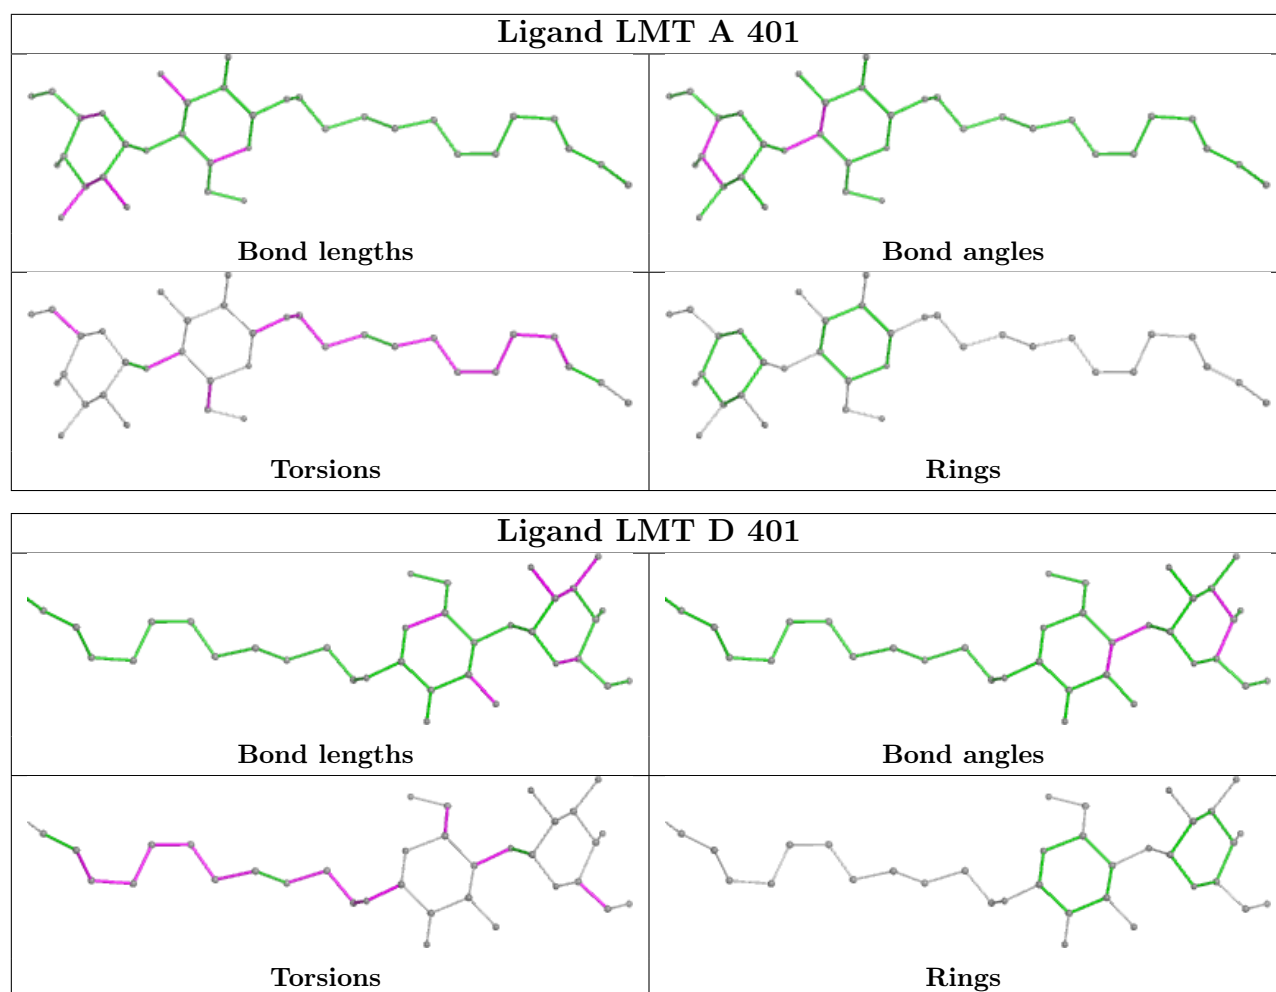 Ligand LMT A 401
Bond lengths
Bond angles
Torsions
Rings
Ligand LMT D 401
Bond lengths
Bond angles
Torsions
Rings